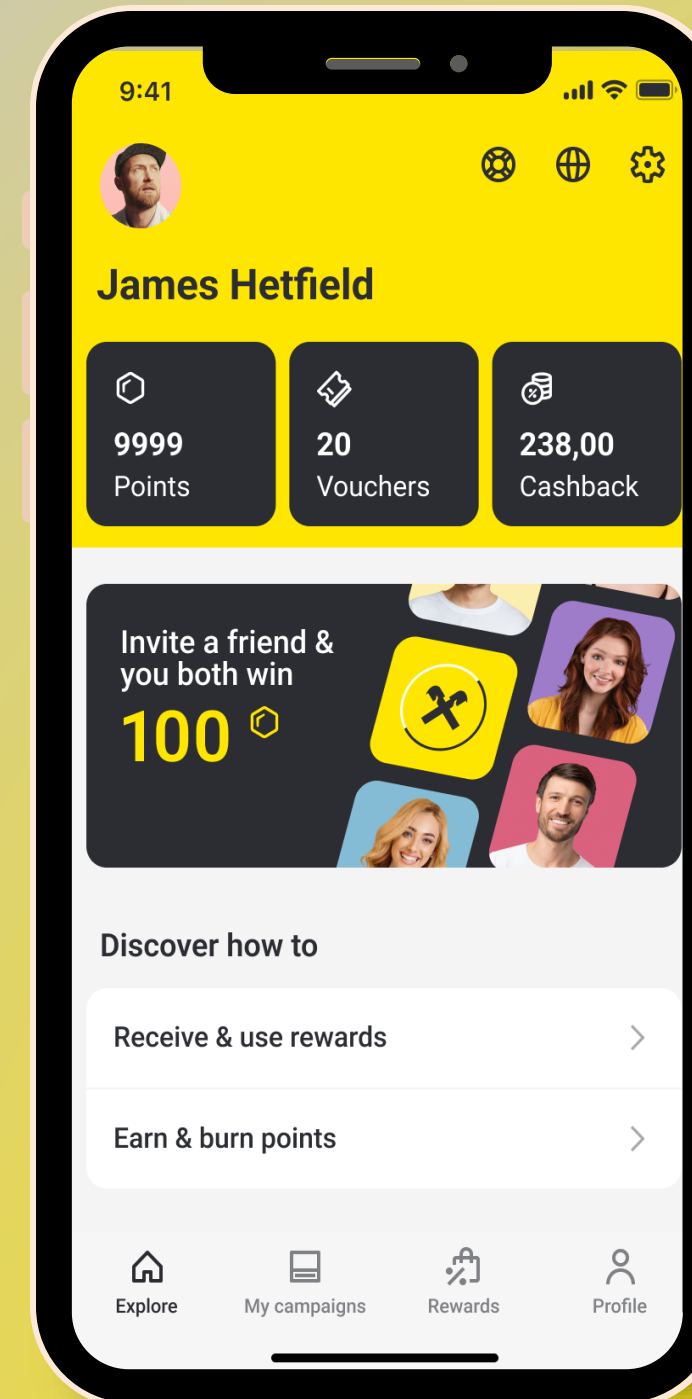 9:41
James Hetfield
9999
Points
20
Vouchers
238,00
Cashback
Invite a friend &
you both win
100
Discover how to
Receive & use rewards
Earn & burn points
Explore
My campaigns
Rewards
Profile